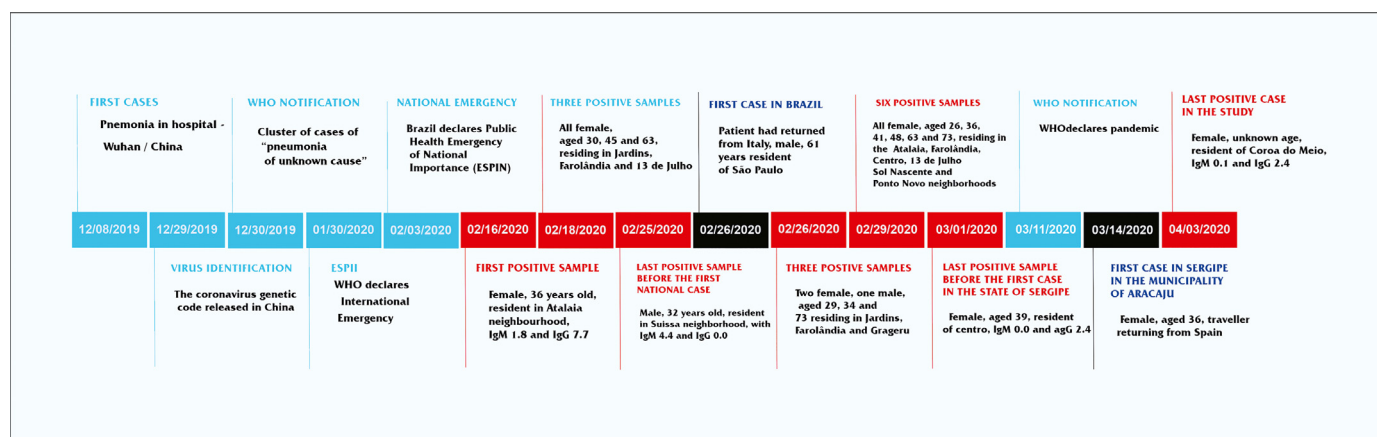 FIRST CASES
Pnemonia in hospital -
Wuhan / China
WHO NOTIFICATION
Cluster of cases of
“pneumonia
of unknown cause”
NATIONAL EMERGENCY
Brazil declares Public
Health Emergency
of National
Importance (ESPIN)
THREE POSITIVE SAMPLES
All female,
aged 30, 45 and 63,
residing in Jardins,
Farolândia and 13 de Julho
FIRST CASE IN BRAZIL
Patient had returned
from Italy, male, 61
years resident
of São Paulo
SIX POSITIVE SAMPLES
All female, aged 26, 36,
41, 48, 63 and 73, residing in
the Atalaia, Farolândia,
Centro, 13 de Julho
Sol Nascente and
Ponto Novo neighborhoods
WHO NOTIFICATION
WHOdeclares pandemic
LAST POSITIVE CASE
IN THE STUDY
Female, unknown age,
resident of Coroa do Meio,
IgM 0.1 and IgG 2.4
12/08/2019 12/29/2019 12/30/2019 01/30/2020 02/03/2020 02/16/2020 02/18/2020 02/25/2020 02/26/2020 02/26/2020 02/29/2020 03/01/2020 03/11/2020 03/14/2020 04/03/2020
VIRUS IDENTIFICATION
The coronavirus genetic
code released in China
ESPII
WHO declares
International
Emergency
FIRST POSITIVE SAMPLE
Female, 36 years old,
resident in Atalaia
neighbourhood,
IgM 1.8 and IgG 7.7
LAST POSITIVE SAMPLE
BEFORE THE FIRST
NATIONAL CASE
Male, 32 years old, resident
in Suissa neighborhood, with
IgM 4.4 and IgG 0.0
THREE POSTIVE SAMPLES
Two female, one male,
aged 29, 34 and
73 residing in Jardins,
Farolândia and Grageru
LAST POSITIVE SAMPLE
BEFORE THE FIRST CASE
IN THE STATE OF SERGIPE
Female, aged 39, resident
of centro, IgM 0.0 and agG 2.4
FIRST CASE IN SERGIPE
IN THE MUNICIPALITY
OF ARACAJU
Female, aged 36, traveller
returning from Spain